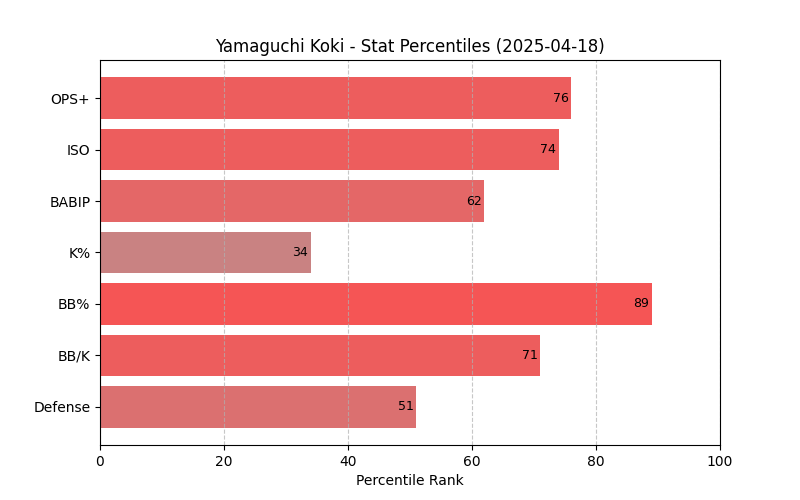 Yamaguchi Koki - Stat Percentiles (2025-04-18)
OPS+ 76
ISO 74
BABIP 62
K% 34
BB% 89
BB/K 71
Defense 51
0 20 40 60 80 100
Percentile Rank